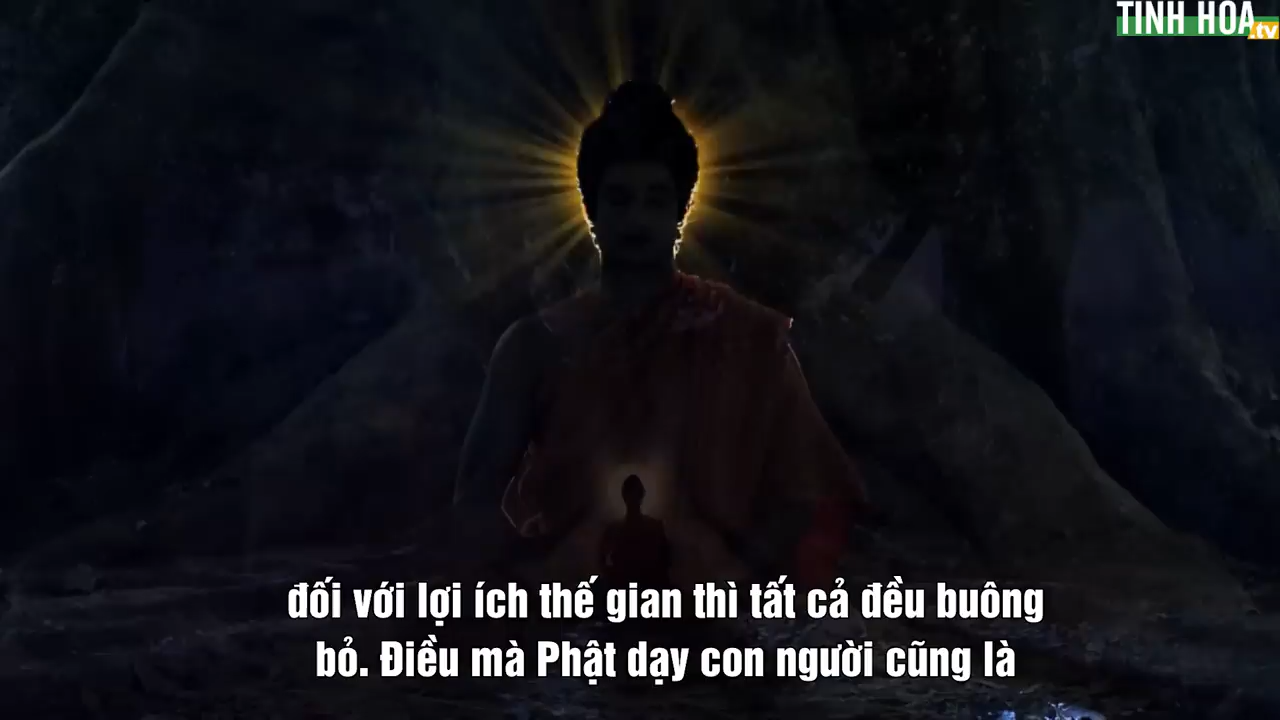 TINH HOA
.tv
đối với lợi ích thế gian thì tất cả đều buông
bỏ. Điều mà Phật dạy con người cũng là